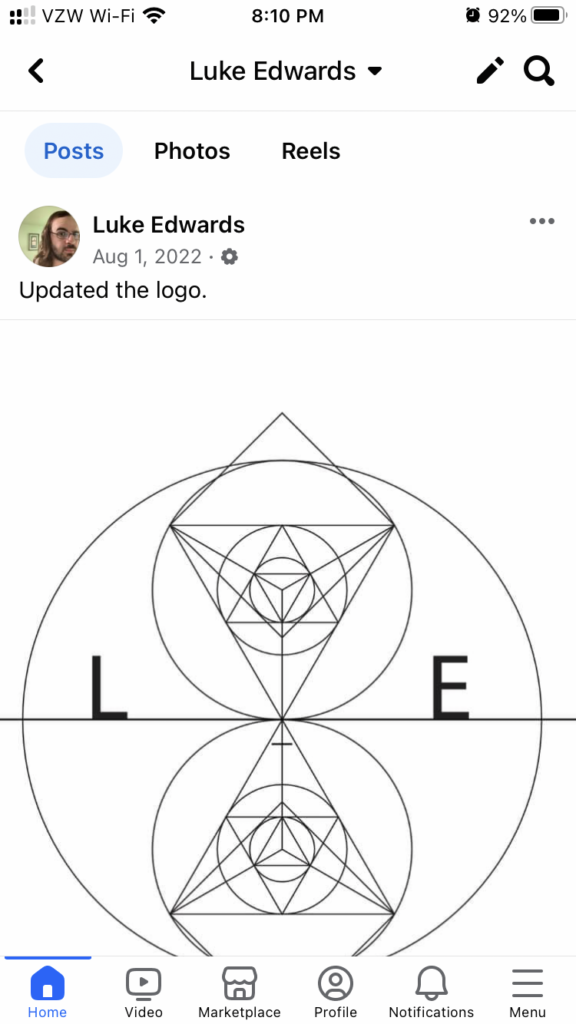 VZW Wi-Fi 8:10 PM 92%
Luke Edwards
Posts Photos Reels
Luke Edwards
Aug 1, 2022 ·
Updated the logo.
L E
Home Video Marketplace Profile Notifications Menu